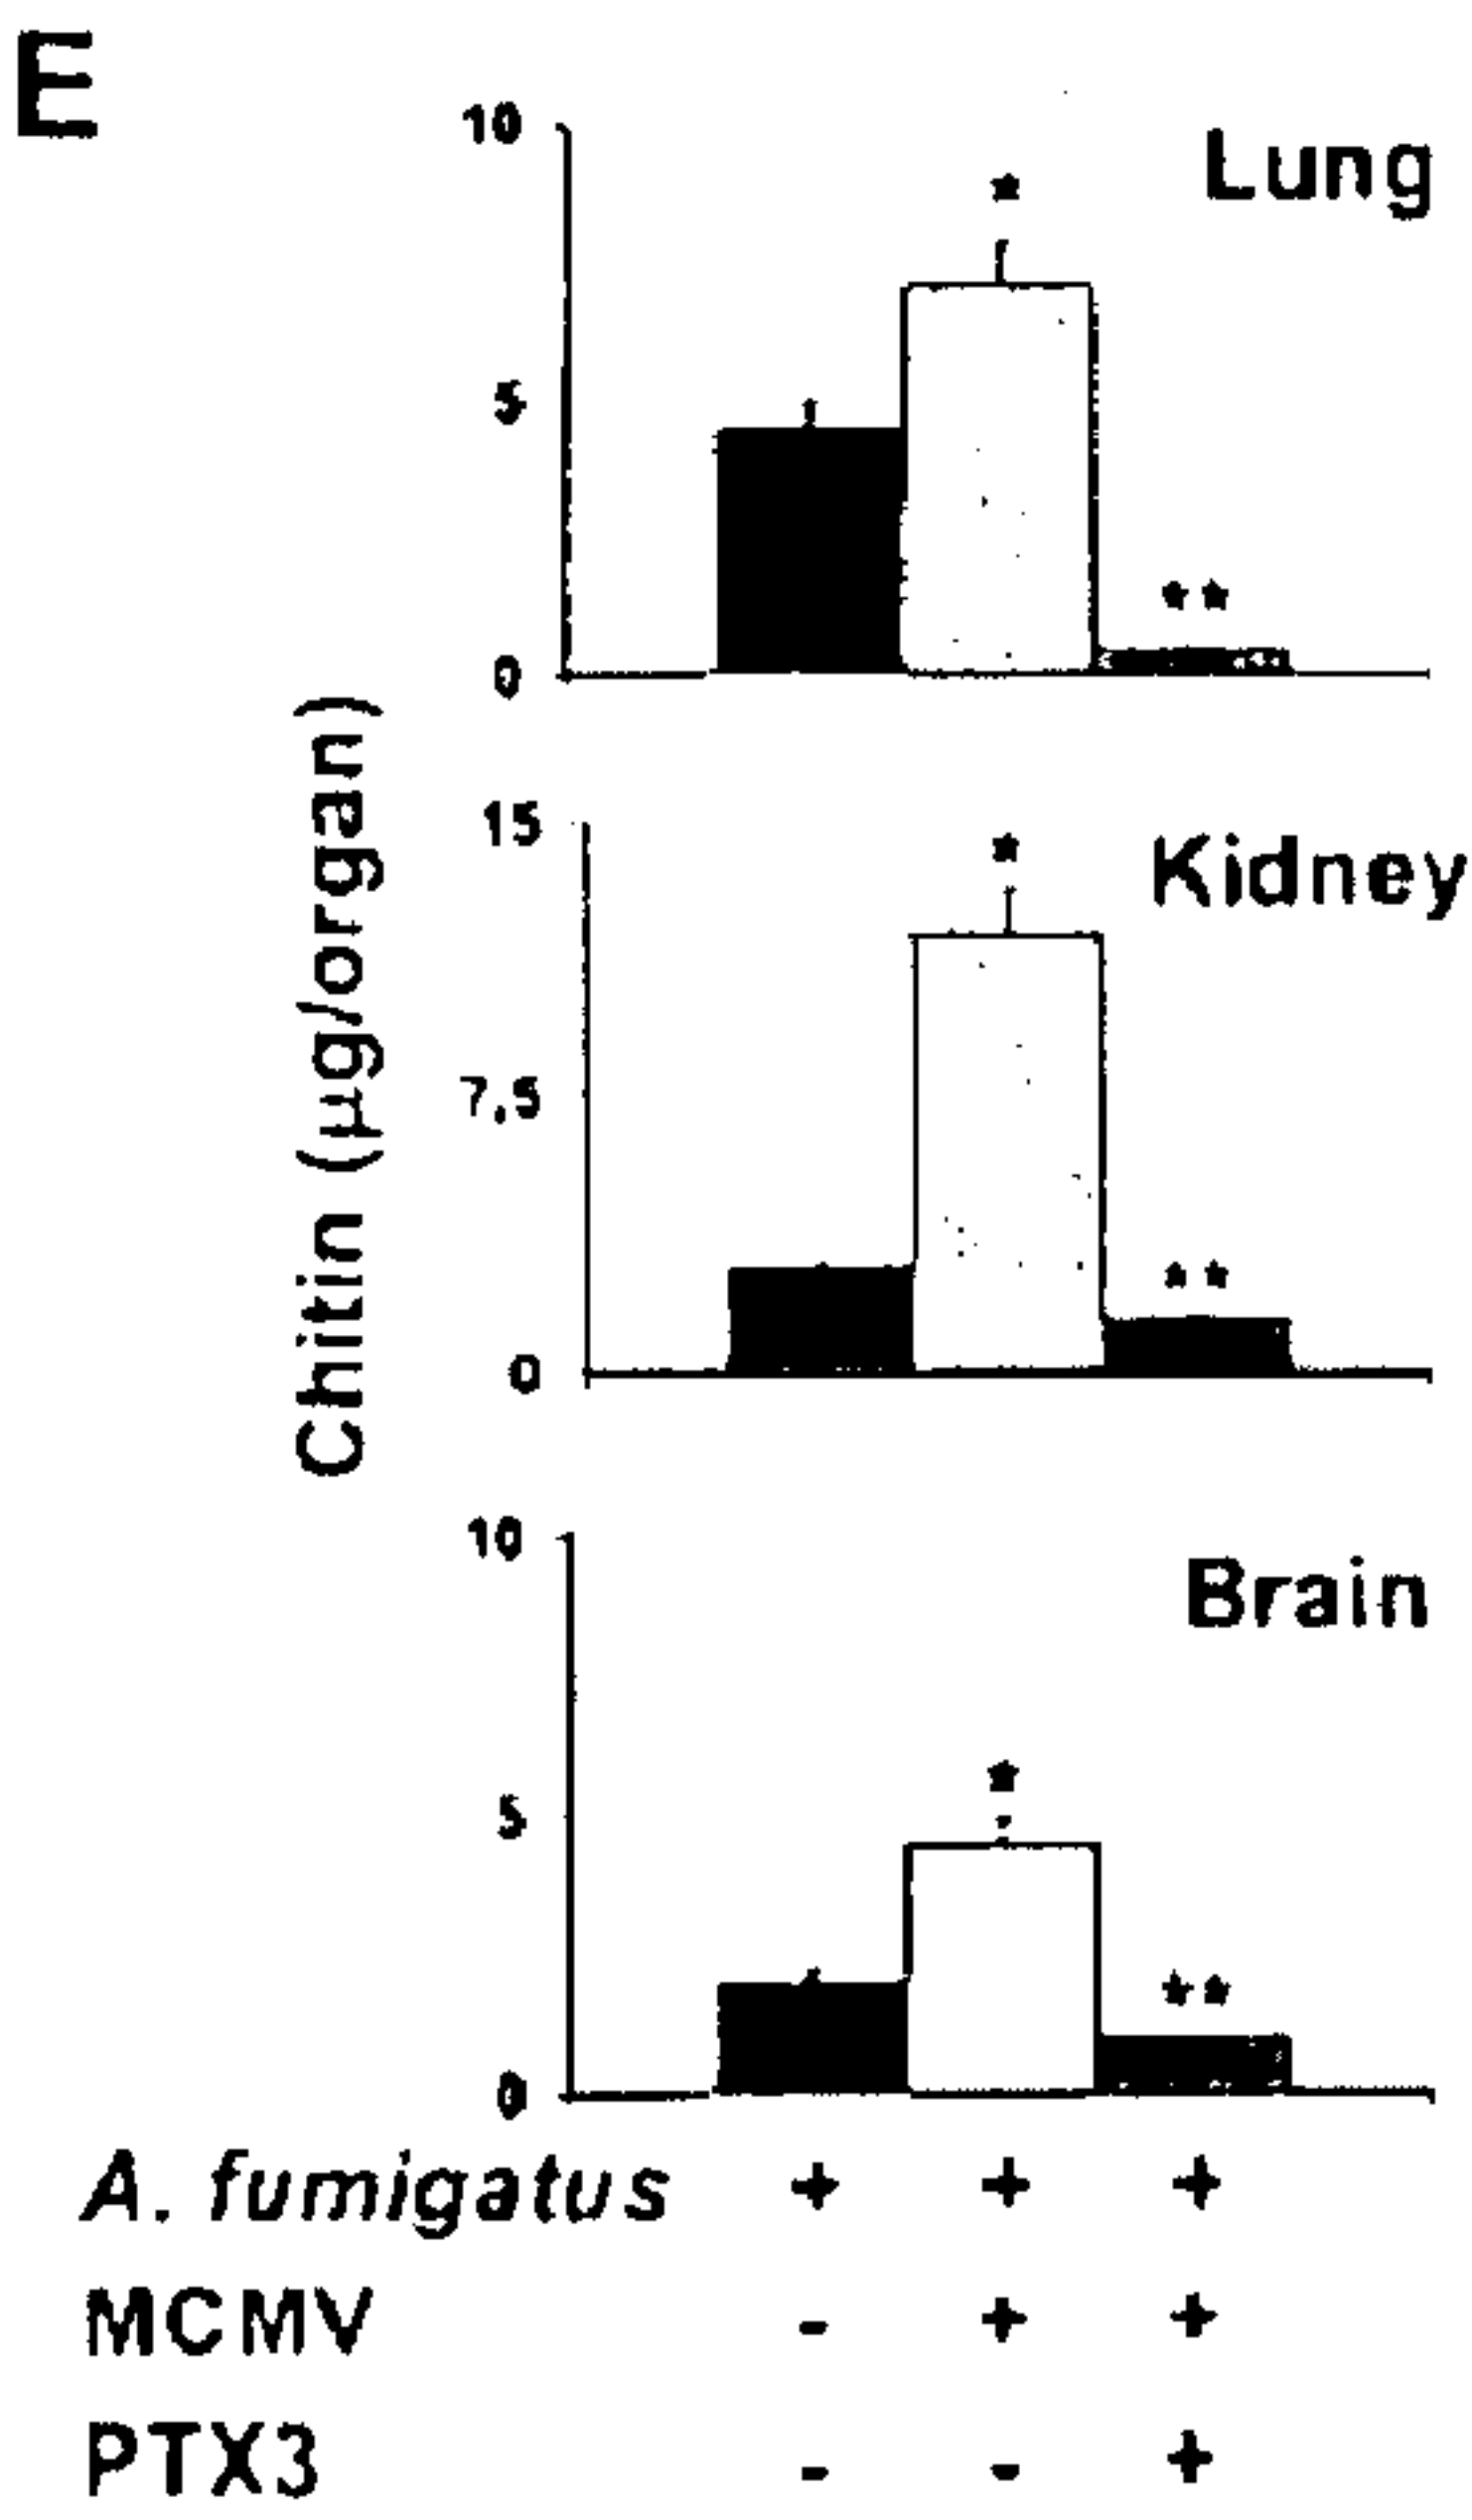 E
10
Lung
*
5
**
0
Chitin (µg/organ)
15
Kidney
*
7,5
**
0
10
Brain
*
5
**
0
A. fumigatus + + +
MCMV - + +
PTX3 - - +